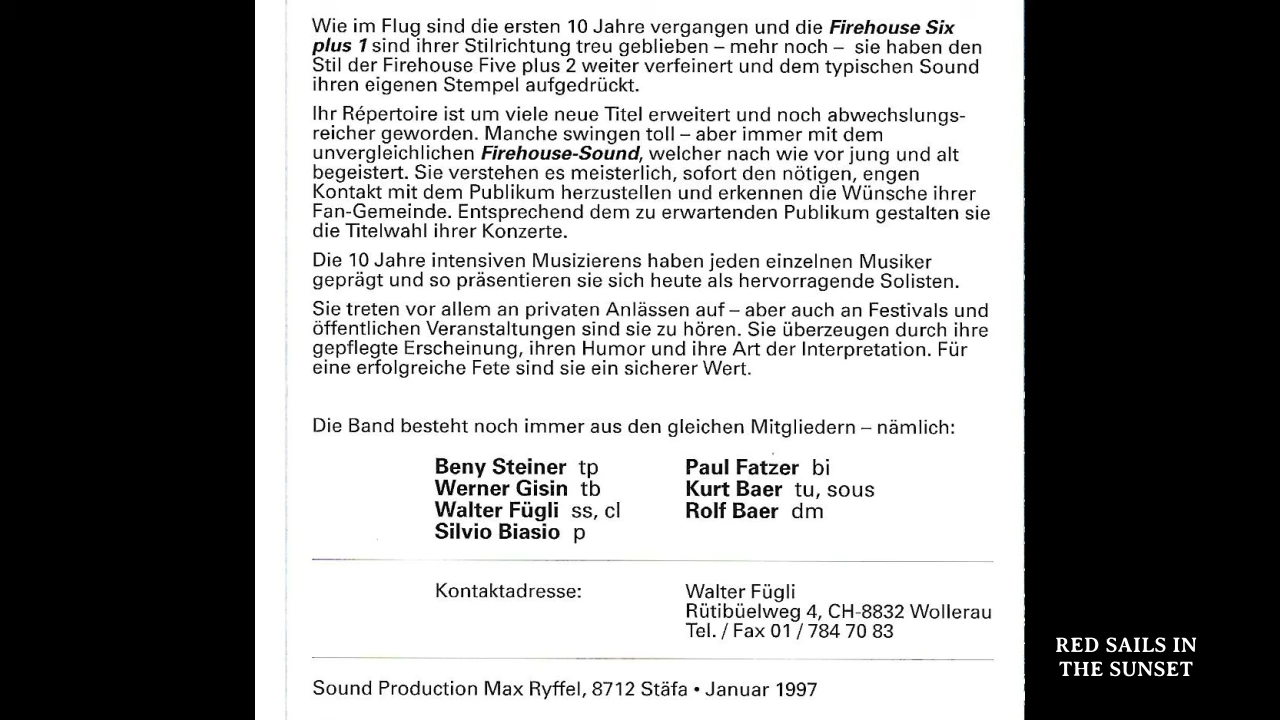 Wie im Flug sind die ersten 10 Jahre vergangen und die Firehouse Six
plus 1 sind ihrer Stilrichtung treu geblieben – mehr noch – sie haben den
Stil der Firehouse Five plus 2 weiter verfeinert und dem typischen Sound
ihren eigenen Stempel aufgedrückt.
Ihr Répertoire ist um viele neue Titel erweitert und noch abwechslungs-
reicher geworden. Manche swingen toll – aber immer mit dem
unvergleichlichen Firehouse-Sound, welcher nach wie vor jung und alt
begeistert. Sie verstehen es meisterlich, sofort den nötigen, engen
Kontakt mit dem Publikum herzustellen und erkennen die Wünsche ihrer
Fan-Gemeinde. Entsprechend dem zu erwartenden Publikum gestalten sie
die Titelwahl ihrer Konzerte.
Die 10 Jahre intensiven Musizierens haben jeden einzelnen Musiker
geprägt und so präsentieren sie sich heute als hervorragende Solisten.
Sie treten vor allem an privaten Anlässen auf – aber auch an Festivals und
öffentlichen Veranstaltungen sind sie zu hören. Sie überzeugen durch ihre
gepflegte Erscheinung, ihren Humor und ihre Art der Interpretation. Für
eine erfolgreiche Fete sind sie ein sicherer Wert.
Die Band besteht noch immer aus den gleichen Mitgliedern – nämlich:
Beny Steiner tp
Werner Gisin tb
Walter Fügli ss, cl
Silvio Biasio p
Paul Fatzer bi
Kurt Baer tu, sous
Rolf Baer dm
Kontaktadresse:
Walter Fügli
Rütibüelweg 4, CH-8832 Wollerau
Tel. / Fax 01 / 784 70 83
Sound Production Max Ryffel, 8712 Stäfa • Januar 1997
RED SAILS IN
THE SUNSET